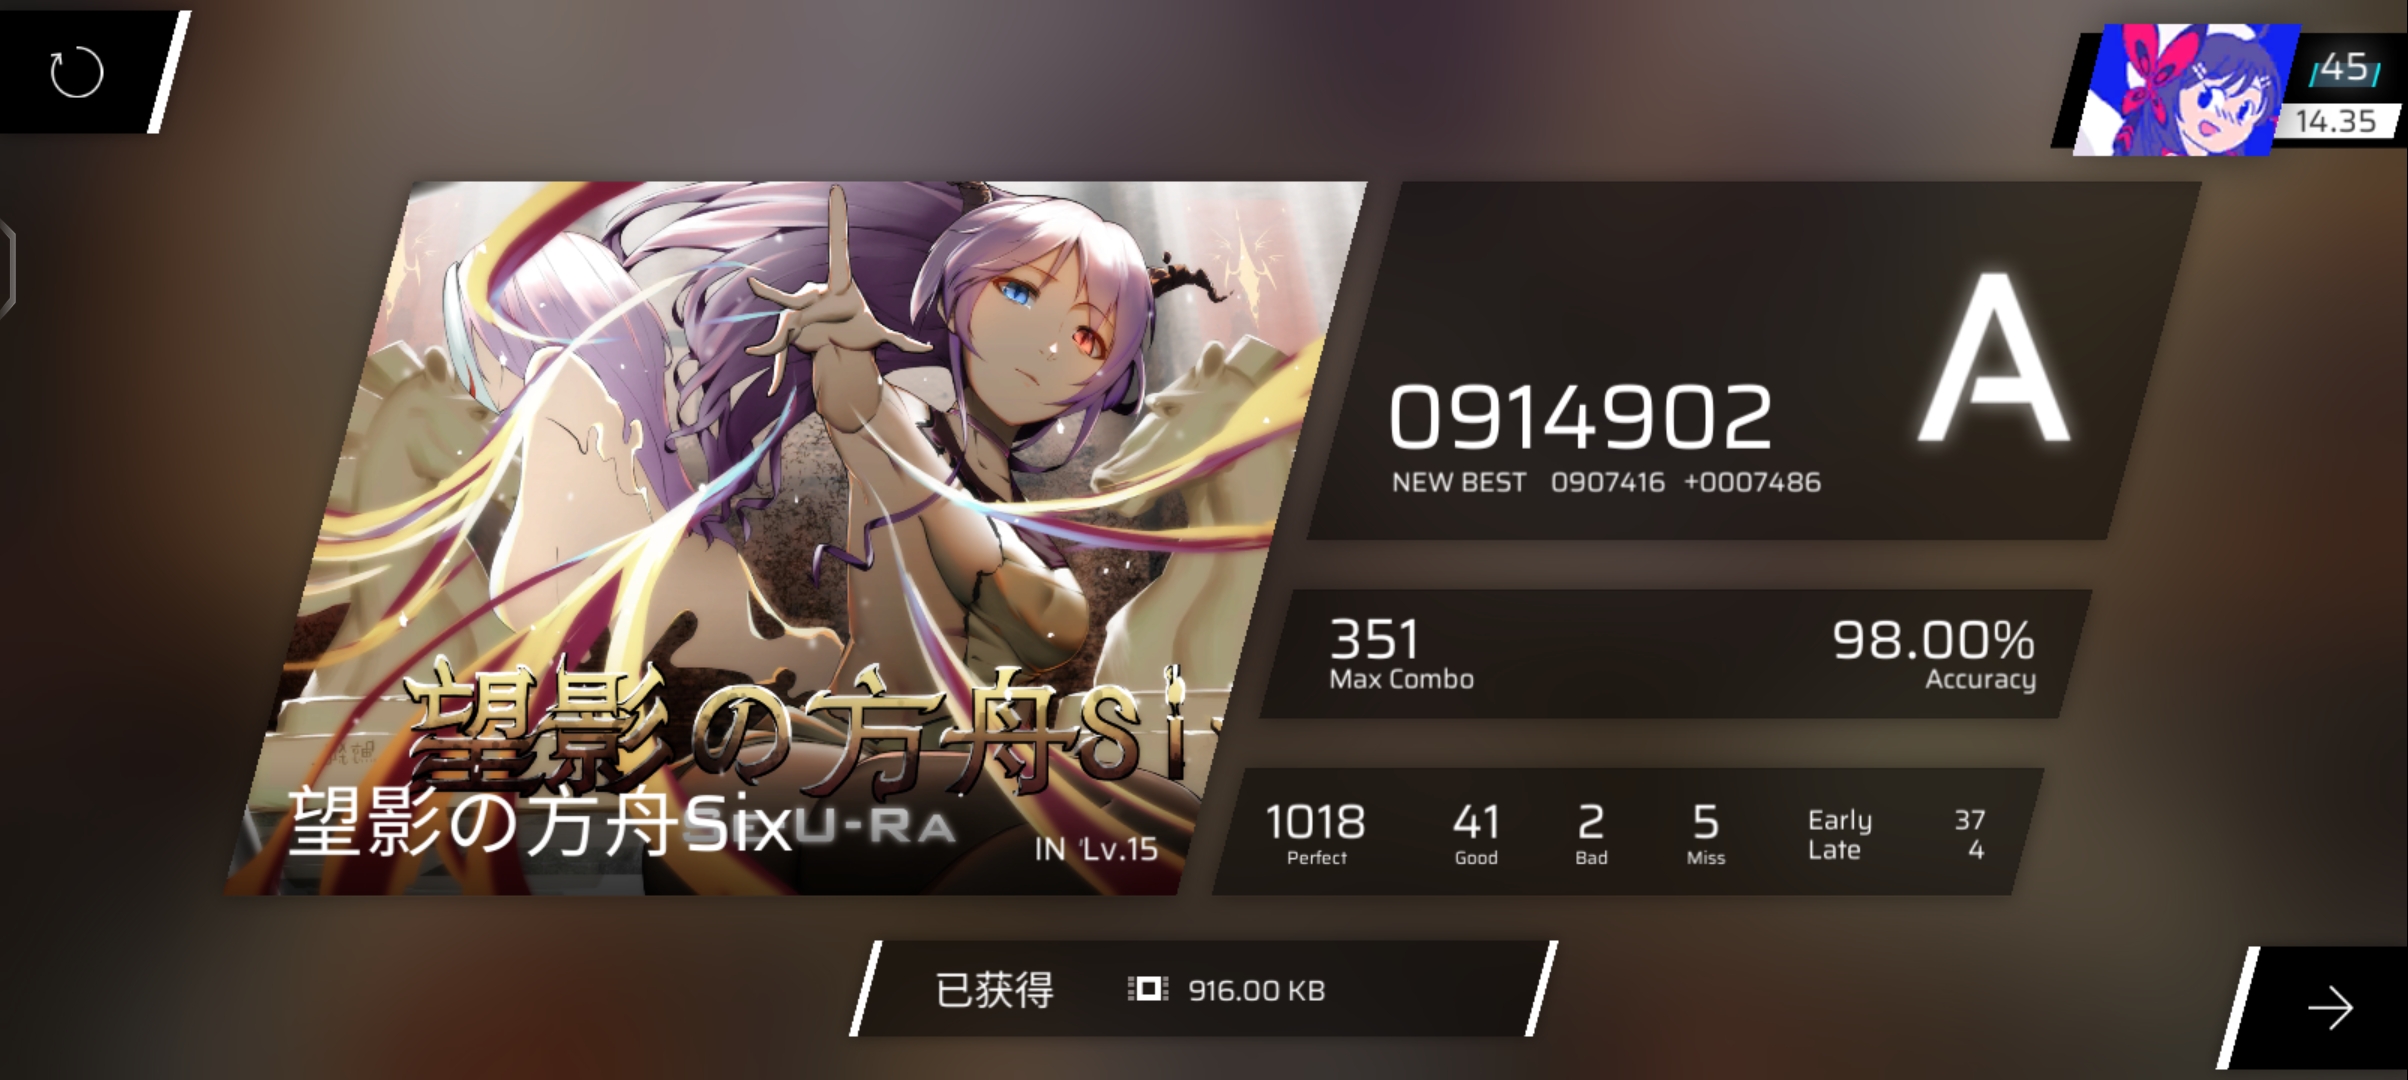 45
14.35
A
0914902
NEW BEST 0907416 +0007486
351
Max Combo
98.00%
Accuracy
望影の方舟Si
望影の方舟Six
U-RA
IN Lv.15
1018
Perfect
41
Good
2
Bad
5
Miss
Early 37
Late 4
已获得 916.00 KB